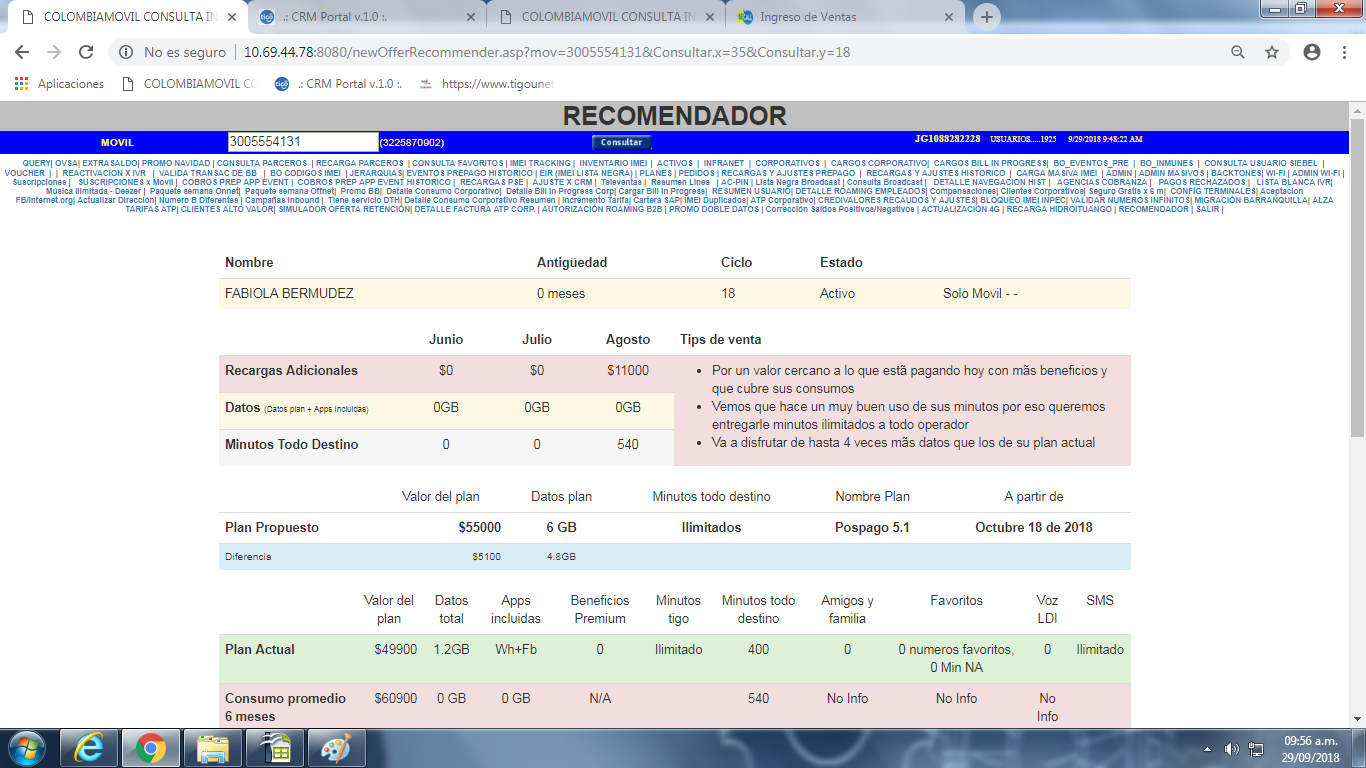 COLOMBIAMOVIL CONSULTA IN
.: CRM Portal v.1.0 :.
COLOMBIAMOVIL CONSULTA IN
Ingreso de Ventas
No es seguro
10.69.44.78:8080/newOfferRecommender.asp?mov=3005554131&Consultar.x=35&Consultar.y=18
Aplicaciones
COLOMBIAMOVIL CO
.: CRM Portal v.1.0 :.
https://www.tigounet
RECOMENDADOR
MOVIL 3005554131 (3225870902) Consultar JG1088282228 USUARIOS.....1925 9/29/2018 9:48:22 AM
QUERY| OVSA| EXTRASALDO| PROMO NAVIDAD | CONSULTA PARCEROS | RECARGA PARCEROS | CONSULTA FAVORITOS | IMEI TRACKING | INVENTARIO IMEI | ACTIVOS | INFRANET | CORPORATIVOS | CARGOS CORPORATIVO| CARGOS BILL IN PROGRESS| BO_EVENTOS_PRE | BO_INMUNES | CONSULTA USUARIO SIEBEL |
VOUCHER | | REACTIVACION X IVR | VALIDA TRANSAC DE BB | BO CODIGOS IMEI | JERARQUIAS| EVENTOS PREPAGO HISTORICO | EIR (IMEI LISTA NEGRA) | PLANES | PEDIDOS | RECARGAS Y AJUSTES PREPAGO | RECARGAS Y AJUSTES HISTORICO | CARGA MASIVA IMEI | ADMIN | ADMIN MASIVOS | BACKTONES| WI-FI | ADMIN WI-FI |
Suscripciones | SUSCRIPCIONES x Movil | COBROS PREP APP EVENT | COBROS PREP APP EVENT HISTORICO | RECARGAS PSE | AJUSTE X CRM | Televentas | Resumen Linea | AC-PIN | Lista Negra Broadcast | Consulta Broadcast | DETALLE NAVEGACION HIST | AGENCIAS COBRANZA | PAGOS RECHAZADOS | LISTA BLANCA IVR|
Musica Ilimitada - Deezer | Paquete semana Offnet| Paquete semana Onnet| Promo BB| Detalle Consumo Corporativo| Detalle Bill In Progress Corp| Cargar Bill In Progress| RESUMEN USUARIO| DETALLE ROAMING EMPLEADOS| Compensaciones| Clientes Corporativos| Seguro Gratis x 6 m| CONFIG TERMINALES| Aceptacion
FB/Internet.org| Actualizar Dirección| Numero B Diferentes | Campañas Inbound | Tiene servicio DTH| Detalle Consumo Corporativo Resumen | Incremento Tarifa| Cartera SAP| IMEI Duplicados| ATP Corporativo| CREDIVALORES RECAUDOS Y AJUSTES| BLOQUEO IMEI INPEC| VALIDAR NUMEROS INFINITOS| MIGRACIÓN BARRANQUILLA| ALZA
TARIFAS ATP| CLIENTES ALTO VALOR| SIMULADOR OFERTA RETENCIÓN| DETALLE FACTURA ATP CORP. | AUTORIZACIÓN ROAMING B2B | PROMO DOBLE DATOS | Corrección Saldos Positivos/Negativos | ACTUALIZACIÓN 4G | RECARGA HIDROITUANGO | RECOMENDADOR | SALIR |
Nombre Antigüedad Ciclo Estado
FABIOLA BERMUDEZ 0 meses 18 Activo Solo Movil - -
Junio Julio Agosto Tips de venta
Recargas Adicionales $0 $0 $11000
Datos (Datos plan + Apps Incluidas) 0GB 0GB 0GB
Minutos Todo Destino 0 0 540
• Por un valor cercano a lo que estã pagando hoy con mãs beneficios y
que cubre sus consumos
• Vemos que hace un muy buen uso de sus minutos por eso queremos
entregarle minutos ilimitados a todo operador
• Va a disfrutar de hasta 4 veces mãs datos que los de su plan actual
Valor del plan Datos plan Minutos todo destino Nombre Plan A partir de
Plan Propuesto $55000 6 GB Ilimitados Pospago 5.1 Octubre 18 de 2018
Diferencia $5100 4.8GB
Valor del plan Datos total Apps incluidas Beneficios Premium Minutos tigo Minutos todo destino Amigos y familia Favoritos Voz LDI SMS
Plan Actual $49900 1.2GB Wh+Fb 0 Ilimitado 400 0 0 numeros favoritos, 0 Min NA 0 Ilimitado
Consumo promedio 6 meses $60900 0 GB 0 GB N/A 540 No Info No Info No Info
09:56 a.m.
29/09/2018